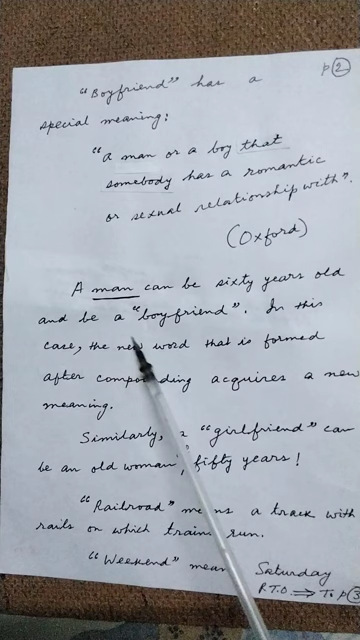 p②
"Boyfriend" has a
special meaning:
"A man or a boy that
somebody has a romantic
or sexual relationship with".
(Oxford)
A man can be sixty years old
and be a "boyfriend". In this
case, the new word that is formed
after compounding acquires a new
meaning.
Similarly, a "girlfriend" can
be an old woman, fifty years!
"Railroad" means a track with
rails on which trains run.
"Weekend" means Saturday
P.T.O. ⇒ To p③